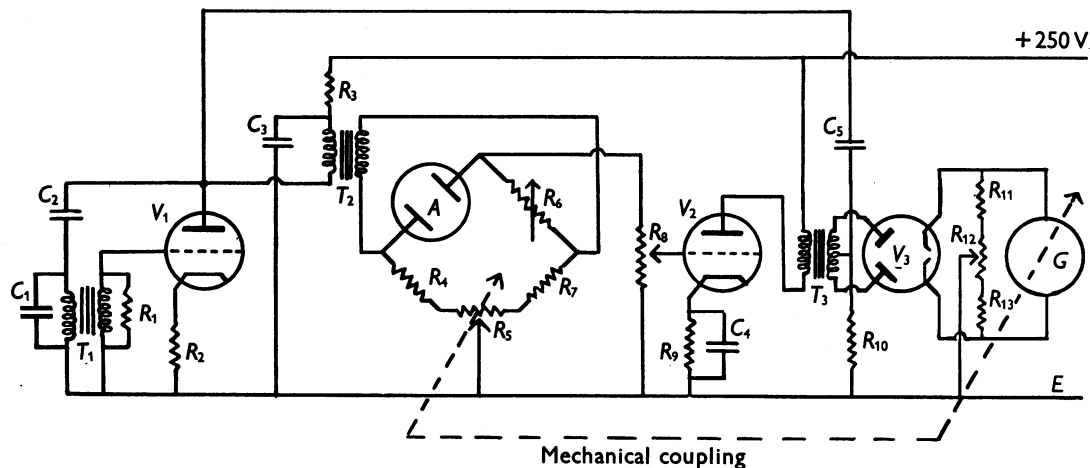 + 250 V.
R3
C3
C5
C2
V1
T2
A
R6
V2
R8
R11
R12
V3
G
R4
R7
C1
T1
R1
R5
T3
R13
R2
R9
C4
R10
E
Mechanical coupling